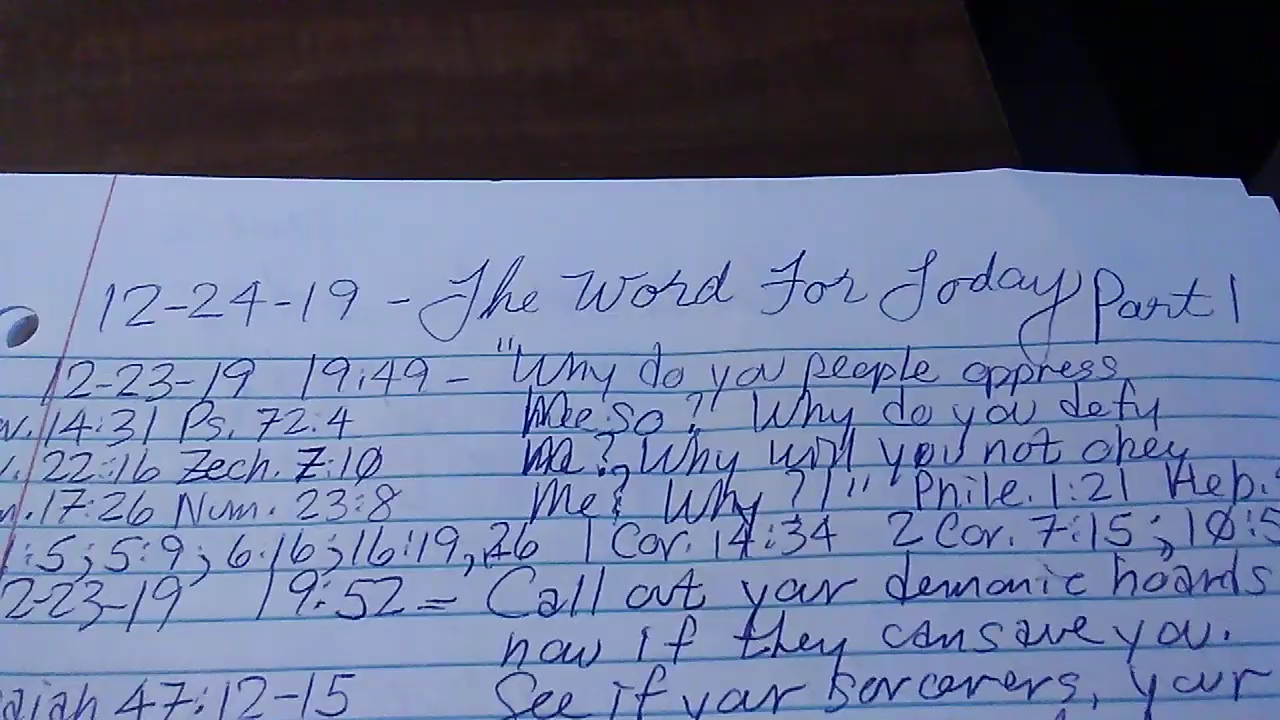 12-24-19 - The Word For Today Part 1
12-23-19 19:49 - "Why do you people oppress
v. 14:31 Ps. 72:4 Me so? Why do you defy
. 22:16 Zech. 7:10 Me? Why will you not obey
17:26 Num. 23:8 Me? Why?!" Phile. 1:21 Heb.
:5; 5:9; 6:16; 16:19, 26 1 Cor. 14:34 2 Cor. 7:15; 10:5
2-23-19 19:52 = Call out your demonic hoards
now if they can save you.
aiah 47:12-15 See if your sorcerers, your